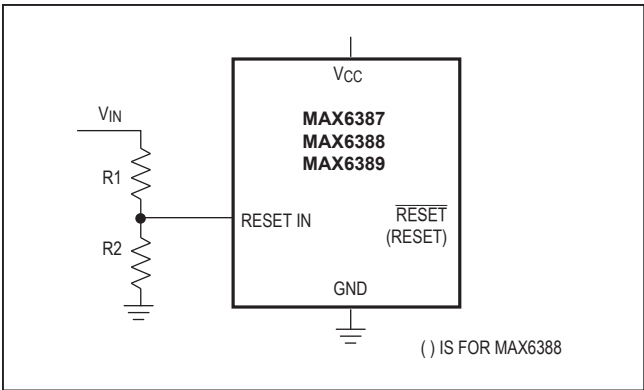 VCC
VIN
MAX6387
MAX6388
MAX6389
R1
RESET IN
RESET
(RESET)
R2
GND
( ) IS FOR MAX6388